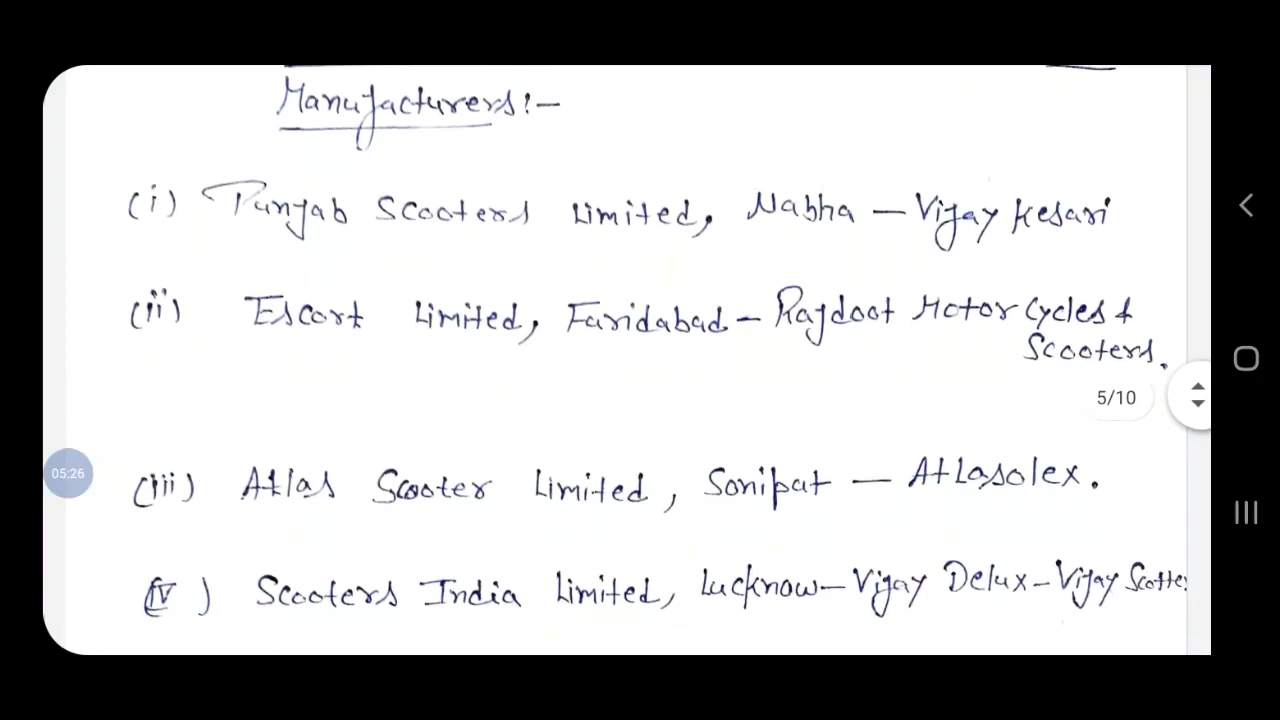 Manufacturers:-
(i) Punjab Scooters Limited, Nabha - Vijay Kesari
(ii) Escort Limited, Faridabad - Rajdoot Motor Cycles &
Scooters.
5/10
05:26
(iii) Atlas Scooter Limited, Sonipat - Atlasolex.
(iv) Scooters India Limited, Lucknow - Vijay Delux - Vijay Scotter